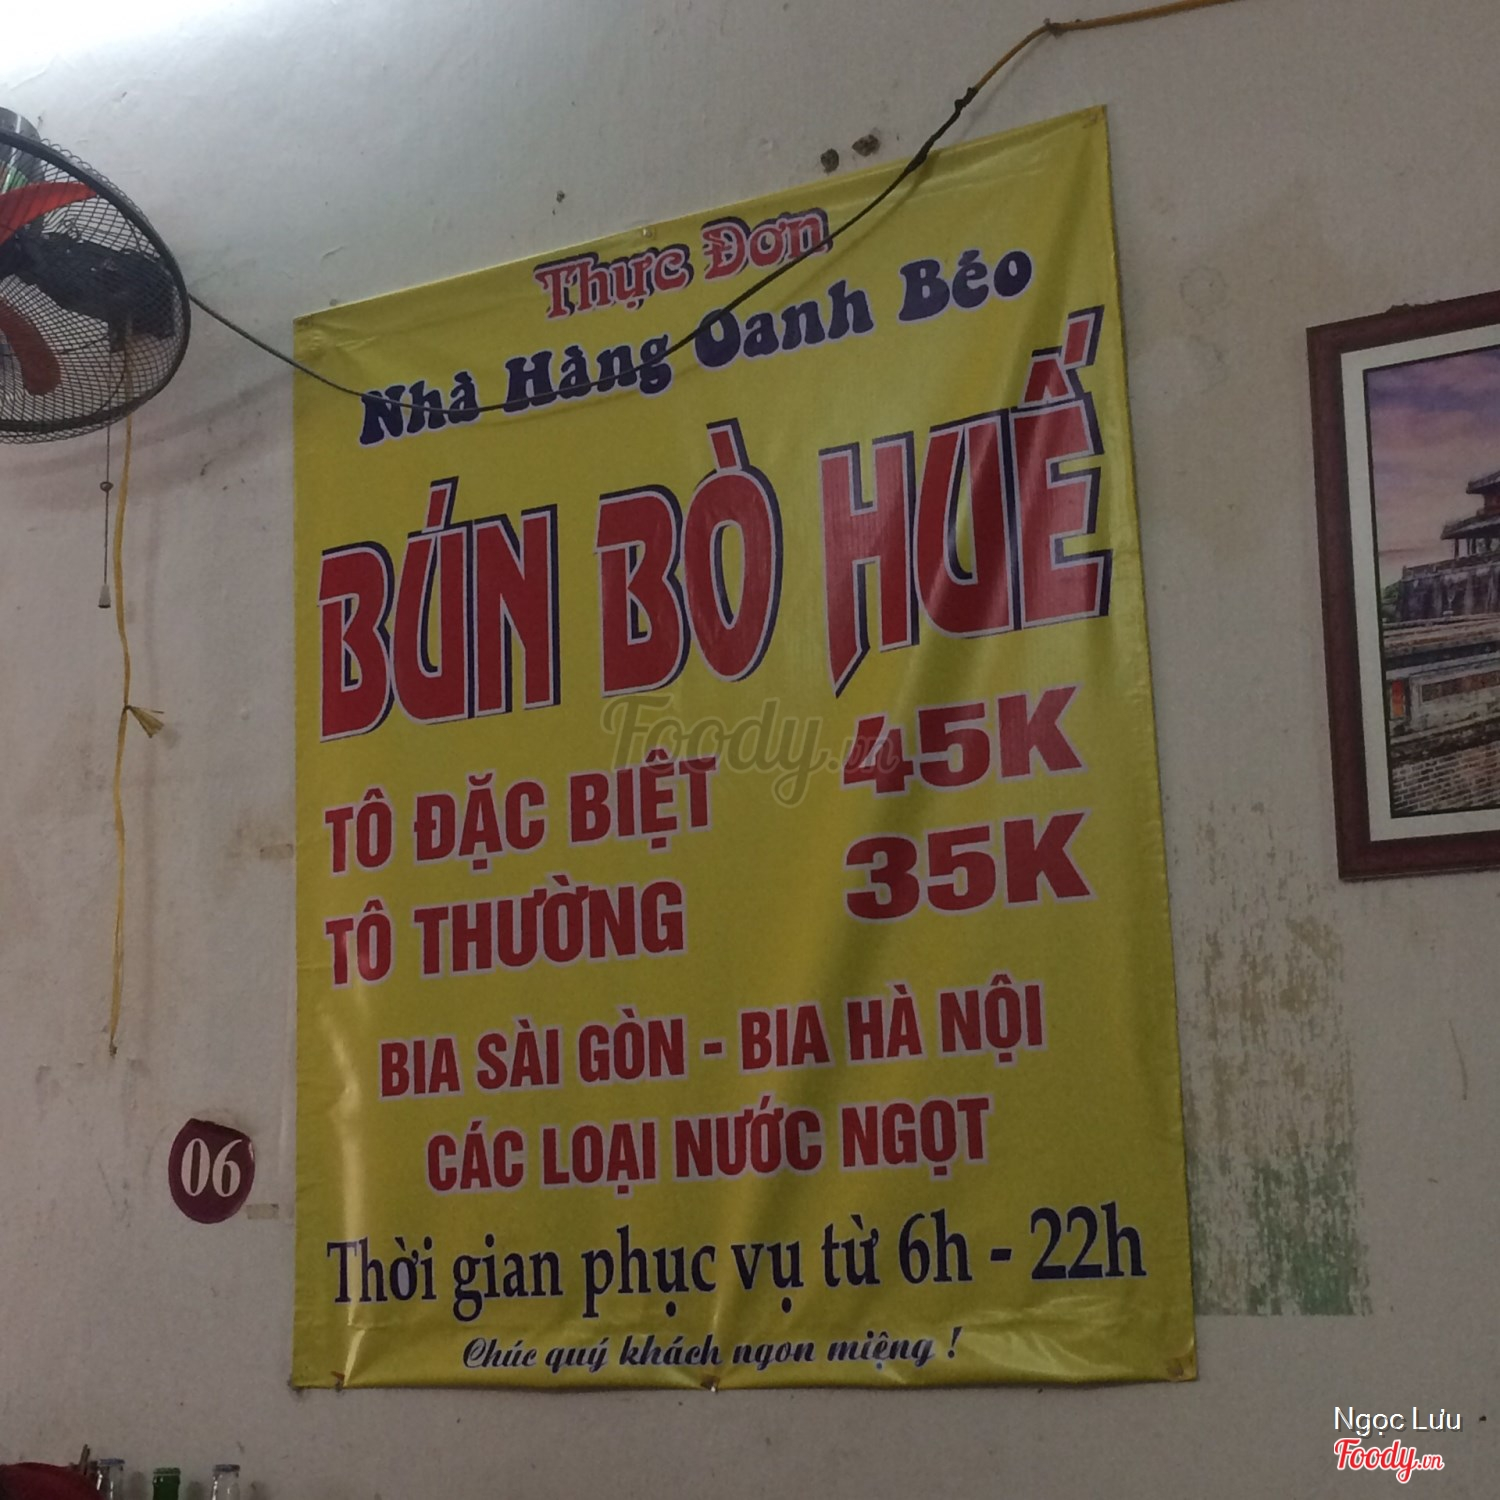 Thực Đơn
Nhà Hàng Oanh Béo
BÚN BÒ HUẾ
TÔ ĐẶC BIỆT 45K
TÔ THƯỜNG 35K
BIA SÀI GÒN - BIA HÀ NỘI
CÁC LOẠI NƯỚC NGỌT
Thời gian phục vụ từ 6h - 22h
Chúc quý khách ngon miệng !
06
Foody.vn
Ngọc Lưu
Foody.vn